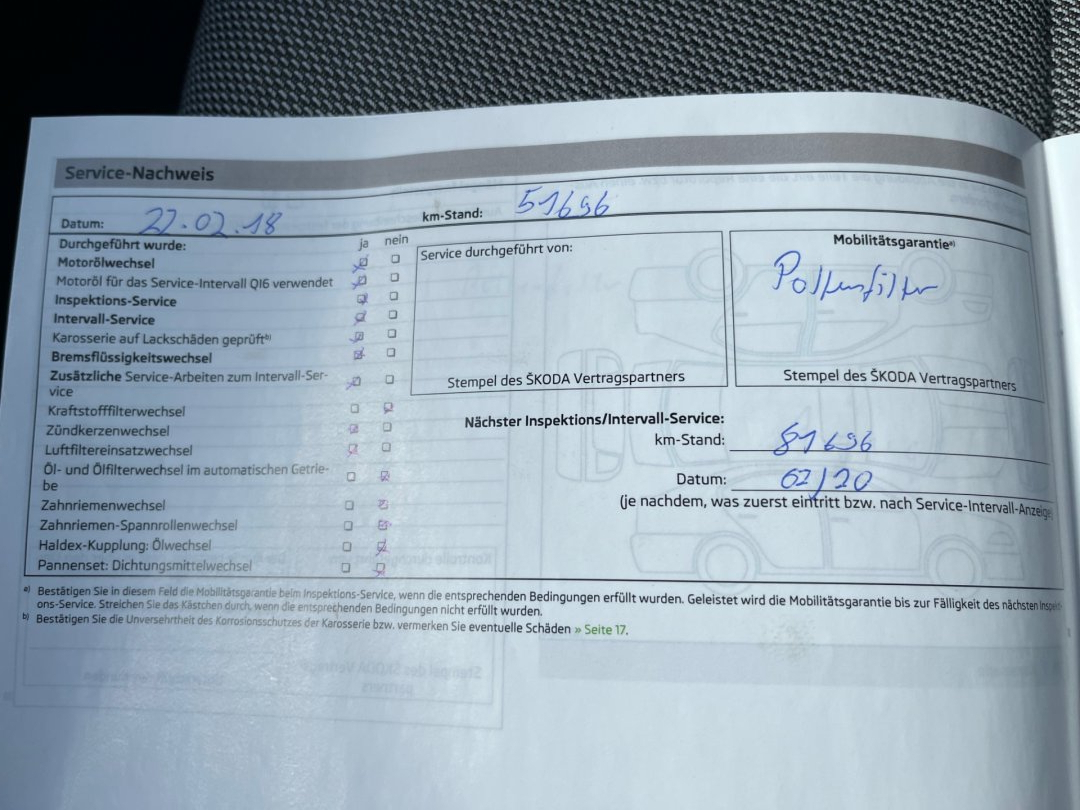 Service-Nachweis
Datum: 22.02.18 km-Stand: 51696
Durchgeführt wurde: ja nein
Motorölwechsel
Motoröl für das Service-Intervall QI6 verwendet
Inspektions-Service
Intervall-Service
Karosserie auf Lackschäden geprüft b)
Bremsflüssigkeitswechsel
Zusätzliche Service-Arbeiten zum Intervall-Ser-
vice
Kraftstofffilterwechsel
Zündkerzenwechsel
Luftfiltereinsatzwechsel
Öl- und Ölfilterwechsel im automatischen Getrie-
be
Zahnriemenwechsel
Zahnriemen-Spannrollenwechsel
Haldex-Kupplung: Ölwechsel
Pannenset: Dichtungsmittelwechsel
Service durchgeführt von:
Stempel des ŠKODA Vertragspartners
Mobilitätsgarantie a)
Pollenfilter
Stempel des ŠKODA Vertragspartners
Nächster Inspektions/Intervall-Service:
km-Stand: 81696
Datum: 02/20
(je nachdem, was zuerst eintritt bzw. nach Service-Intervall-Anzeige)
a) Bestätigen Sie in diesem Feld die Mobilitätsgarantie beim Inspektions-Service, wenn die entsprechenden Bedingungen erfüllt wurden. Geleistet wird die Mobilitätsgarantie bis zur Fälligkeit des nächsten Inspekti-
ons-Service. Streichen Sie das Kästchen durch, wenn die entsprechenden Bedingungen nicht erfüllt wurden.
b) Bestätigen Sie die Unversehrtheit des Korrosionsschutzes der Karosserie bzw. vermerken Sie eventuelle Schäden » Seite 17.